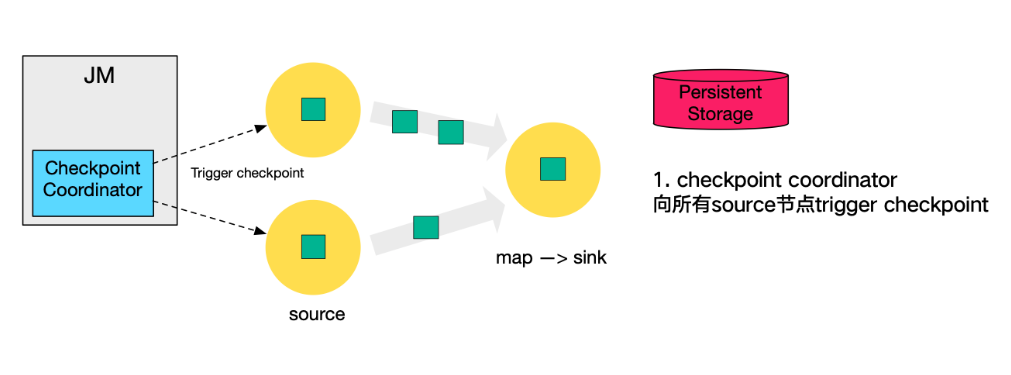 JM
Checkpoint
Coordinator
Trigger checkpoint
source
map —> sink
Persistent
Storage
1. checkpoint coordinator
向所有source节点trigger checkpoint